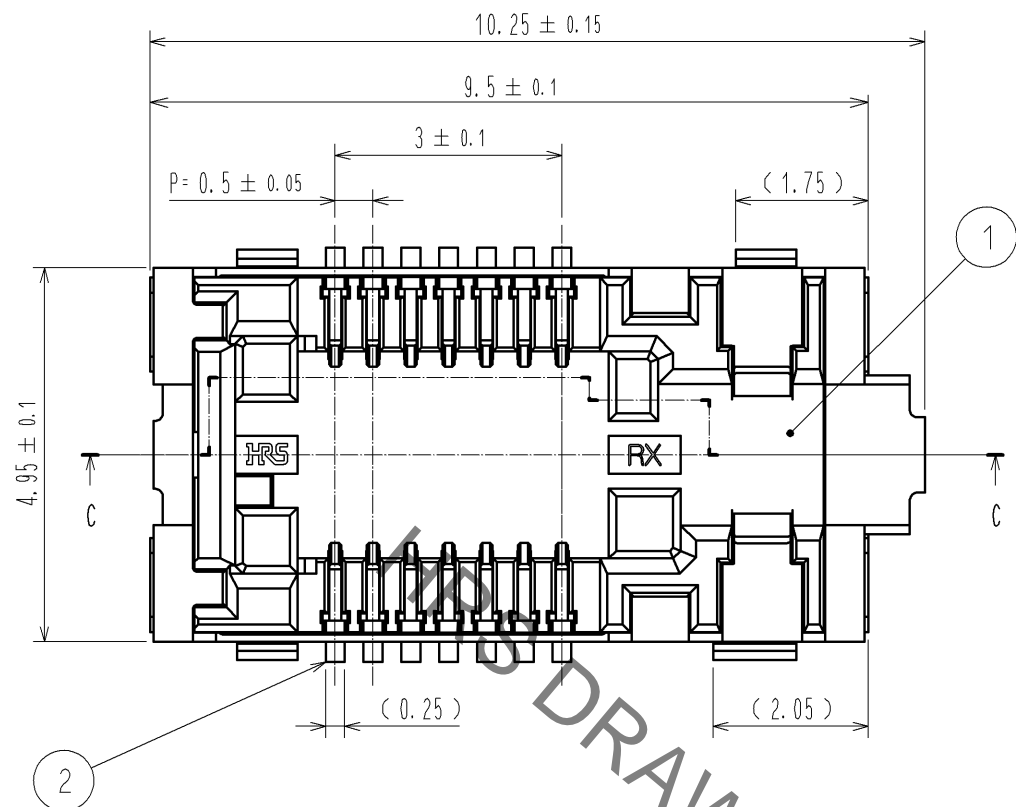 10.25 ± 0.15
9.5 ± 0.1
3 ± 0.1
P= 0.5 ± 0.05
(1.75)
1
4.95 ± 0.1
HRS
RX
C
C
(0.25)
(2.05)
2
HRS DRAW